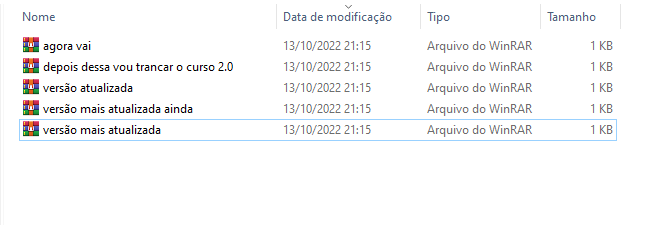 Nome Data de modificação Tipo Tamanho
agora vai 13/10/2022 21:15 Arquivo do WinRAR 1 KB
depois dessa vou trancar o curso 2.0 13/10/2022 21:15 Arquivo do WinRAR 1 KB
versão atualizada 13/10/2022 21:15 Arquivo do WinRAR 1 KB
versão mais atualizada ainda 13/10/2022 21:15 Arquivo do WinRAR 1 KB
versão mais atualizada 13/10/2022 21:15 Arquivo do WinRAR 1 KB